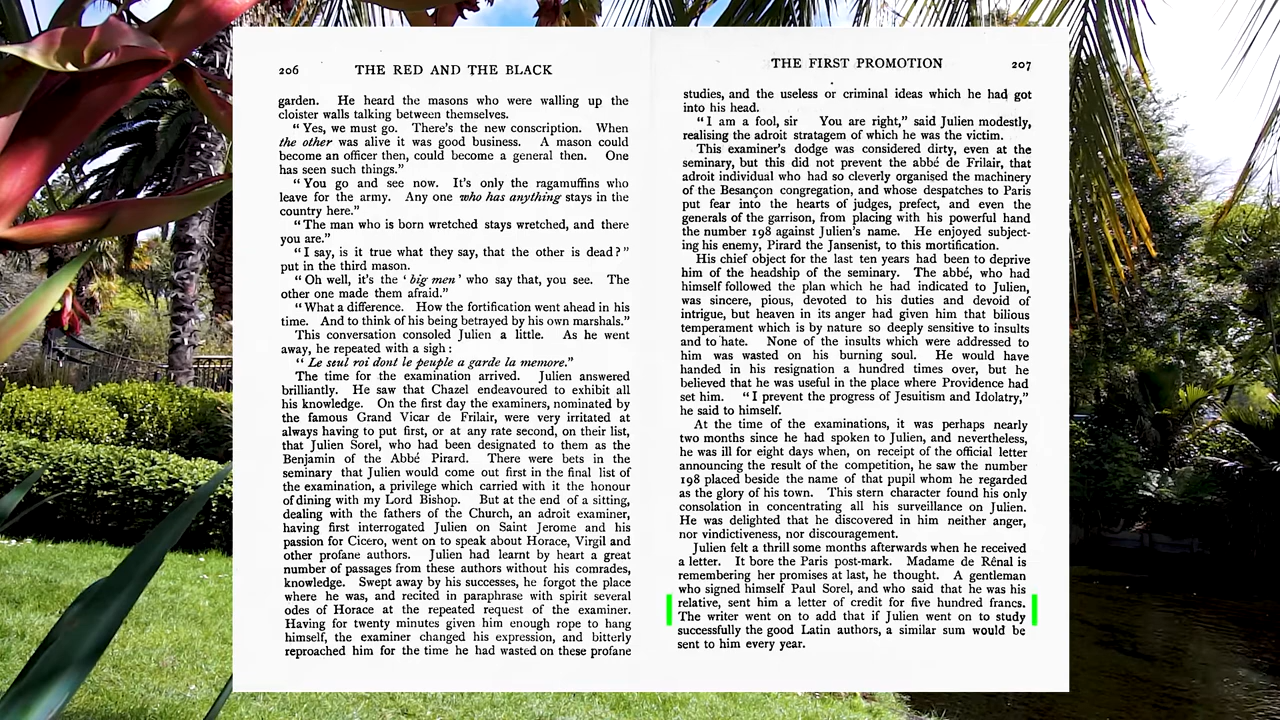 206 THE RED AND THE BLACK
garden. He heard the masons who were walling up the
cloister walls talking between themselves.
"Yes, we must go. There's the new conscription. When
the other was alive it was good business. A mason could
become an officer then, could become a general then. One
has seen such things."
"You go and see now. It's only the ragamuffins who
leave for the army. Any one who has anything stays in the
country here."
"The man who is born wretched stays wretched, and there
you are."
"I say, is it true what they say, that the other is dead?"
put in the third mason.
"Oh well, it's the 'big men' who say that, you see. The
other one made them afraid."
"What a difference. How the fortification went ahead in his
time. And to think of his being betrayed by his own marshals."
This conversation consoled Julien a little. As he went
away, he repeated with a sigh:
"Le seul roi dont le peuple a garde la memore."
The time for the examination arrived. Julien answered
brilliantly. He saw that Chazel endeavoured to exhibit all
his knowledge. On the first day the examiners, nominated by
the famous Grand Vicar de Frilair, were very irritated at
always having to put first, or at any rate second, on their list,
that Julien Sorel, who had been designated to them as the
Benjamin of the Abbé Pirard. There were bets in the
seminary that Julien would come out first in the final list of
the examination, a privilege which carried with it the honour
of dining with my Lord Bishop. But at the end of a sitting,
dealing with the fathers of the Church, an adroit examiner,
having first interrogated Julien on Saint Jerome and his
passion for Cicero, went on to speak about Horace, Virgil and
other profane authors. Julien had learnt by heart a great
number of passages from these authors without his comrades,
knowledge. Swept away by his successes, he forgot the place
where he was, and recited in paraphrase with spirit several
odes of Horace at the repeated request of the examiner.
Having for twenty minutes given him enough rope to hang
himself, the examiner changed his expression, and bitterly
reproached him for the time he had wasted on these profane
THE FIRST PROMOTION 207
studies, and the useless or criminal ideas which he had got
into his head.
"I am a fool, sir You are right," said Julien modestly,
realising the adroit stratagem of which he was the victim.
This examiner's dodge was considered dirty, even at the
seminary, but this did not prevent the abbé de Frilair, that
adroit individual who had so cleverly organised the machinery
of the Besançon congregation, and whose despatches to Paris
put fear into the hearts of judges, prefect, and even the
generals of the garrison, from placing with his powerful hand
the number 198 against Julien's name. He enjoyed subject-
ing his enemy, Pirard the Jansenist, to this mortification.
His chief object for the last ten years had been to deprive
him of the headship of the seminary. The abbé, who had
himself followed the plan which he had indicated to Julien,
was sincere, pious, devoted to his duties and devoid of
intrigue, but heaven in its anger had given him that bilious
temperament which is by nature so deeply sensitive to insults
and to hate. None of the insults which were addressed to
him was wasted on his burning soul. He would have
handed in his resignation a hundred times over, but he
believed that he was useful in the place where Providence had
set him. "I prevent the progress of Jesuitism and Idolatry,"
he said to himself.
At the time of the examinations, it was perhaps nearly
two months since he had spoken to Julien, and nevertheless,
he was ill for eight days when, on receipt of the official letter
announcing the result of the competition, he saw the number
198 placed beside the name of that pupil whom he regarded
as the glory of his town. This stern character found his only
consolation in concentrating all his surveillance on Julien.
He was delighted that he discovered in him neither anger,
nor vindictiveness, nor discouragement.
Julien felt a thrill some months afterwards when he received
a letter. It bore the Paris post-mark. Madame de Rênal is
remembering her promises at last, he thought. A gentleman
who signed himself Paul Sorel, and who said that he was his
relative, sent him a letter of credit for five hundred francs.
The writer went on to add that if Julien went on to study
successfully the good Latin authors, a similar sum would be
sent to him every year.